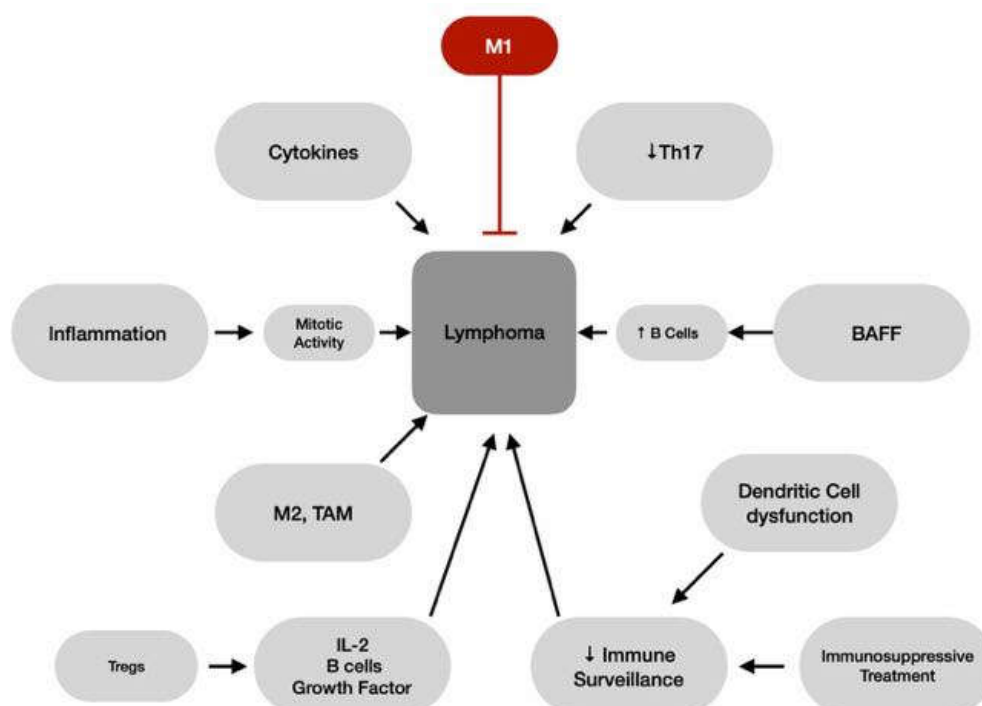 M1
Cytokines
↓Th17
Inflammation
Mitotic
Activity
Lymphoma
↑ B Cells
BAFF
M2, TAM
Dendritic Cell
dysfunction
Tregs
IL-2
B cells
Growth Factor
↓ Immune
Surveillance
Immunosuppressive
Treatment